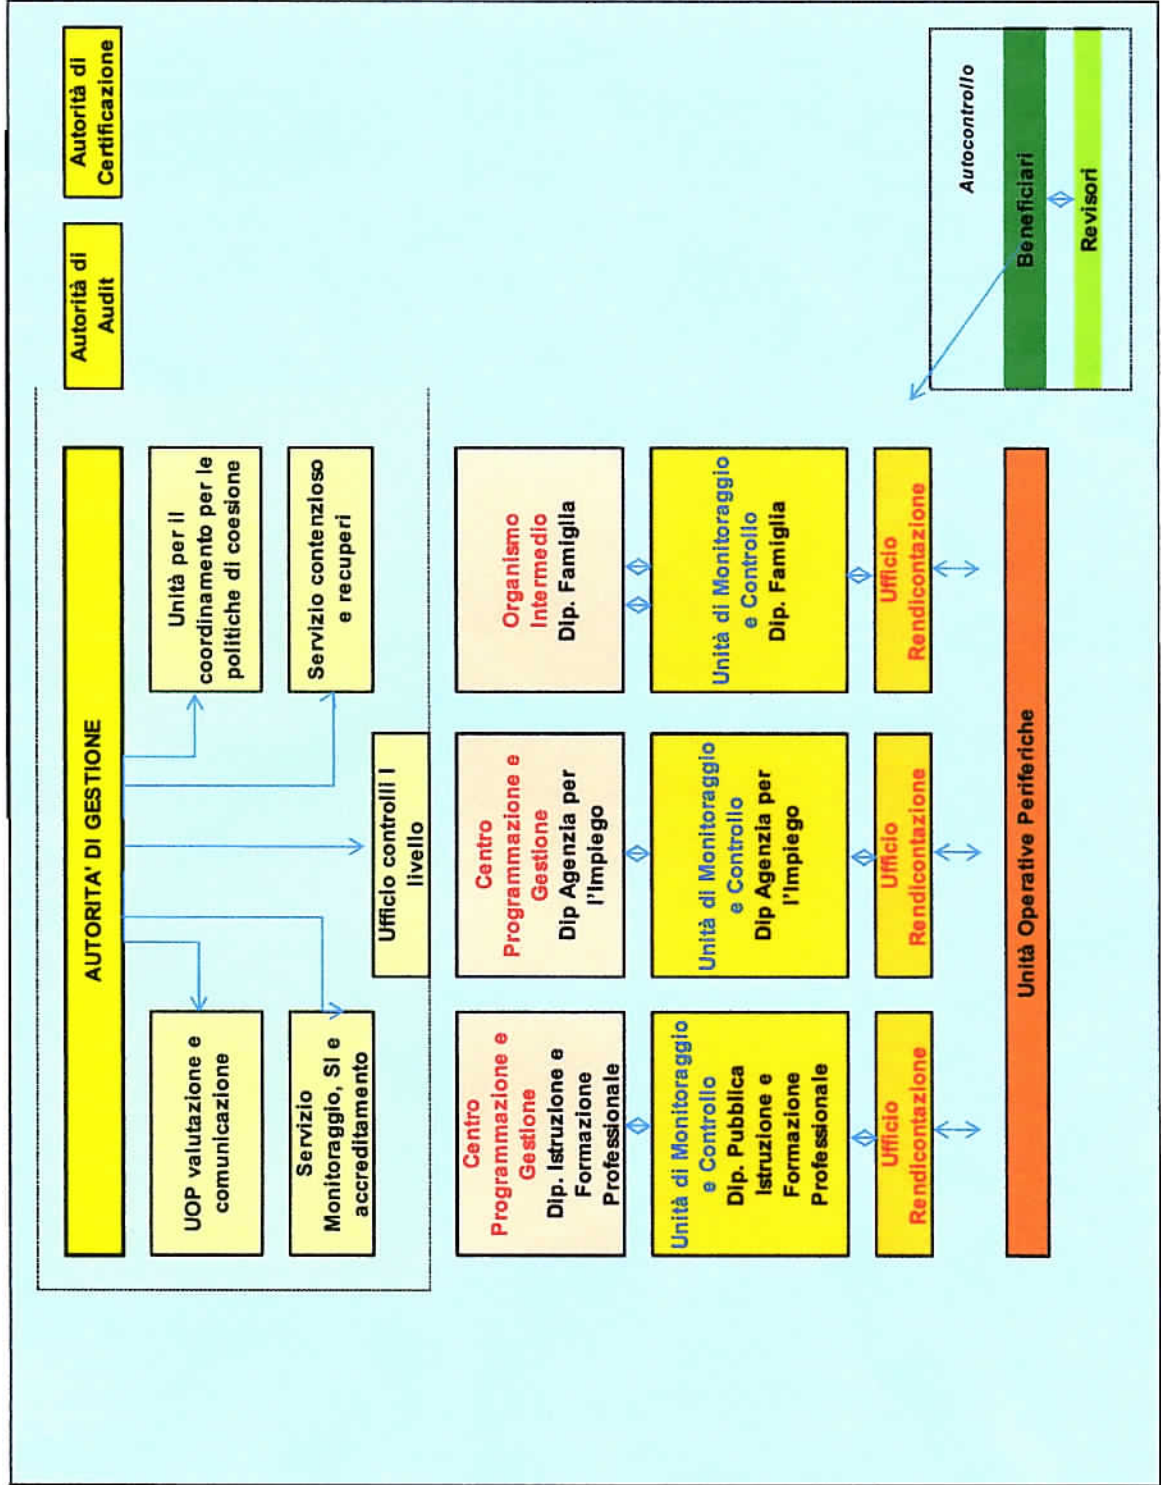 AUTORITA' DI GESTIONE
Autorità di
Audit
Autorità di
Certificazione
UOP valutazione e
comunicazione
Unità per il
coordinamento per le
politiche di coesione
Servizio
Monitoraggio, SI e
accreditamento
Servizio contenzioso
e recuperi
Ufficio controlli I
livello
Centro
Programmazione e
Gestione
Dip. Istruzione e
Formazione
Professionale
Centro
Programmazione e
Gestione
Dip Agenzia per
l'Impiego
Organismo
Intermedio
Dip. Famiglia
Unità di Monitoraggio
e Controllo
Dip. Pubblica
Istruzione e
Formazione
Professionale
Unità di Monitoraggio
e Controllo
Dip Agenzia per
l'Impiego
Unità di Monitoraggio
e Controllo
Dip. Famiglia
Ufficio
Rendicontazione
Ufficio
Rendicontazione
Ufficio
Rendicontazione
Unità Operative Periferiche
Autocontrollo
Beneficiari
Revisori